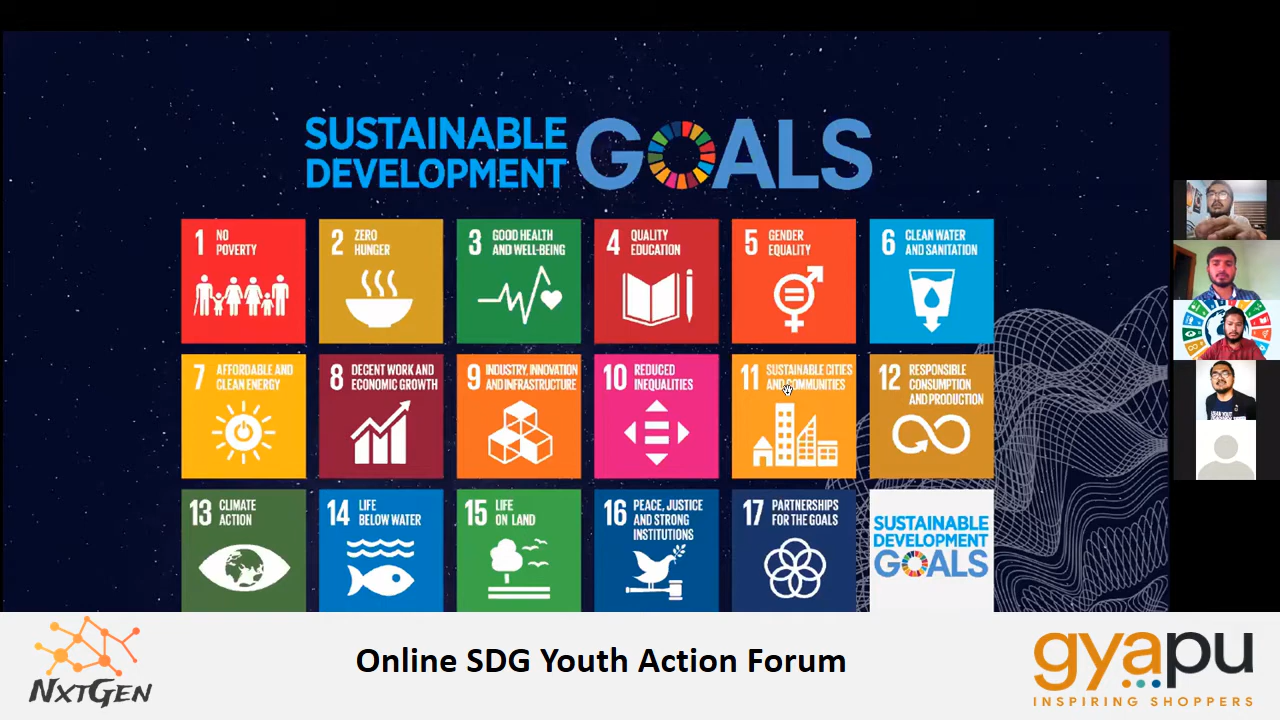 SUSTAINABLE
DEVELOPMENT
GOALS
1 NO
POVERTY
2 ZERO
HUNGER
3 GOOD HEALTH
AND WELL-BEING
4 QUALITY
EDUCATION
5 GENDER
EQUALITY
6 CLEAN WATER
AND SANITATION
7 AFFORDABLE AND
CLEAN ENERGY
8 DECENT WORK AND
ECONOMIC GROWTH
9 INDUSTRY, INNOVATION
AND INFRASTRUCTURE
10 REDUCED
INEQUALITIES
11 SUSTAINABLE CITIES
AND COMMUNITIES
12 RESPONSIBLE
CONSUMPTION
AND PRODUCTION
13 CLIMATE
ACTION
14 LIFE
BELOW WATER
15 LIFE
ON LAND
16 PEACE, JUSTICE
AND STRONG
INSTITUTIONS
17 PARTNERSHIPS
FOR THE GOALS
SUSTAINABLE
DEVELOPMENT
GOALS
NXTGEN
Online SDG Youth Action Forum
gyapu
INSPIRING SHOPPERS